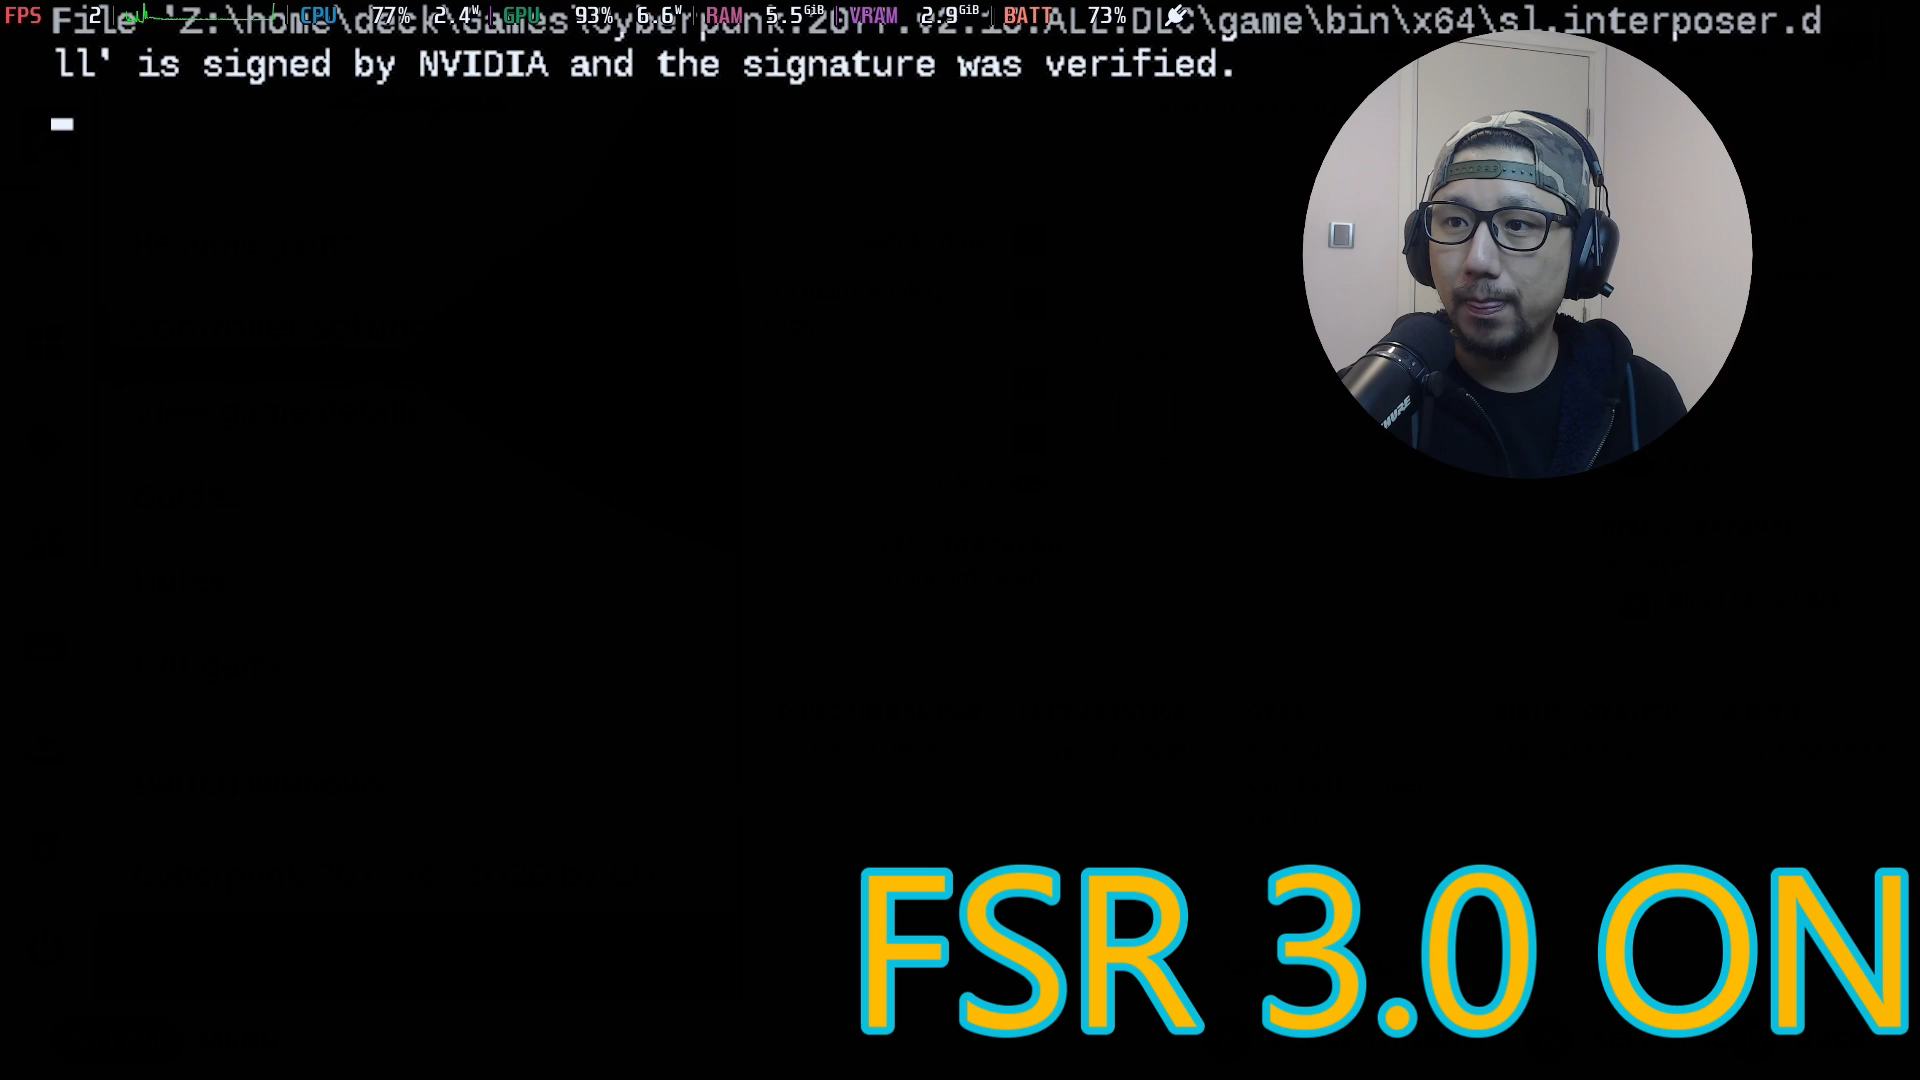 FPS 2 CPU 77% 2.4W GPU 93% 6.6W RAM 5.5GiB VRAM 2.9GiB BATT 73%
File 'Z:\home\deck\Games\Cyberpunk.2077.v2.13.ALL.DLC\game\bin\x64\sl.interposer.d
ll' is signed by NVIDIA and the signature was verified.
SHURE
FSR 3.0 ON